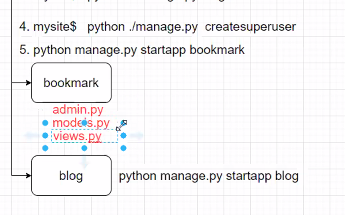 4. mysite$ python ./manage.py createsuperuser
5. python manage.py startapp bookmark
bookmark
admin.py
models.py
views.py
blog
python manage.py startapp blog